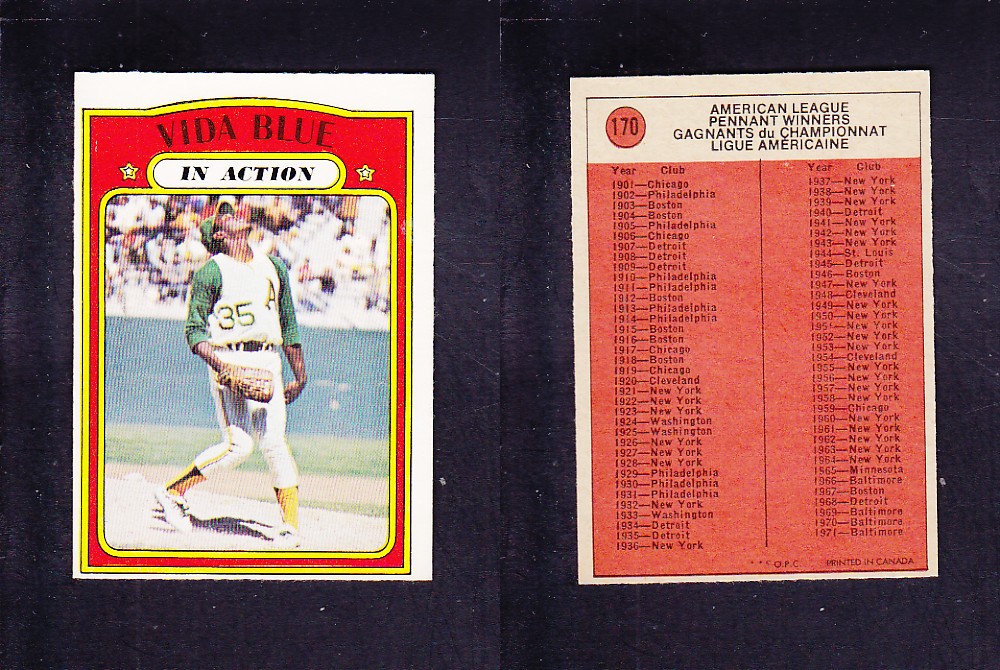 VIDA BLUE
IN ACTION
A
35
170
AMERICAN LEAGUE
PENNANT WINNERS
GAGNANTS du CHAMPIONNAT
LIGUE AMÉRICAINE
Year Club
1901—Chicago
1902—Philadelphia
1903—Boston
1904—Boston
1905—Philadelphia
1906—Chicago
1907—Detroit
1908—Detroit
1909—Detroit
1910—Philadelphia
1911—Philadelphia
1912—Boston
1913—Philadelphia
1914—Philadelphia
1915—Boston
1916—Boston
1917—Chicago
1918—Boston
1919—Chicago
1920—Cleveland
1921—New York
1922—New York
1923—New York
1924—Washington
1925—Washington
1926—New York
1927—New York
1928—New York
1929—Philadelphia
1930—Philadelphia
1931—Philadelphia
1932—New York
1933—Washington
1934—Detroit
1935—Detroit
1936—New York
Year Club
1937—New York
1938—New York
1939—New York
1940—Detroit
1941—New York
1942—New York
1943—New York
1944—St. Louis
1945—Detroit
1946—Boston
1947—New York
1948—Cleveland
1949—New York
1950—New York
1951—New York
1952—New York
1953—New York
1954—Cleveland
1955—New York
1956—New York
1957—New York
1958—New York
1959—Chicago
1960—New York
1961—New York
1962—New York
1963—New York
1964—New York
1965—Minnesota
1966—Baltimore
1967—Boston
1968—Detroit
1969—Baltimore
1970—Baltimore
1971—Baltimore
* * © O.P.C. PRINTED IN CANADA